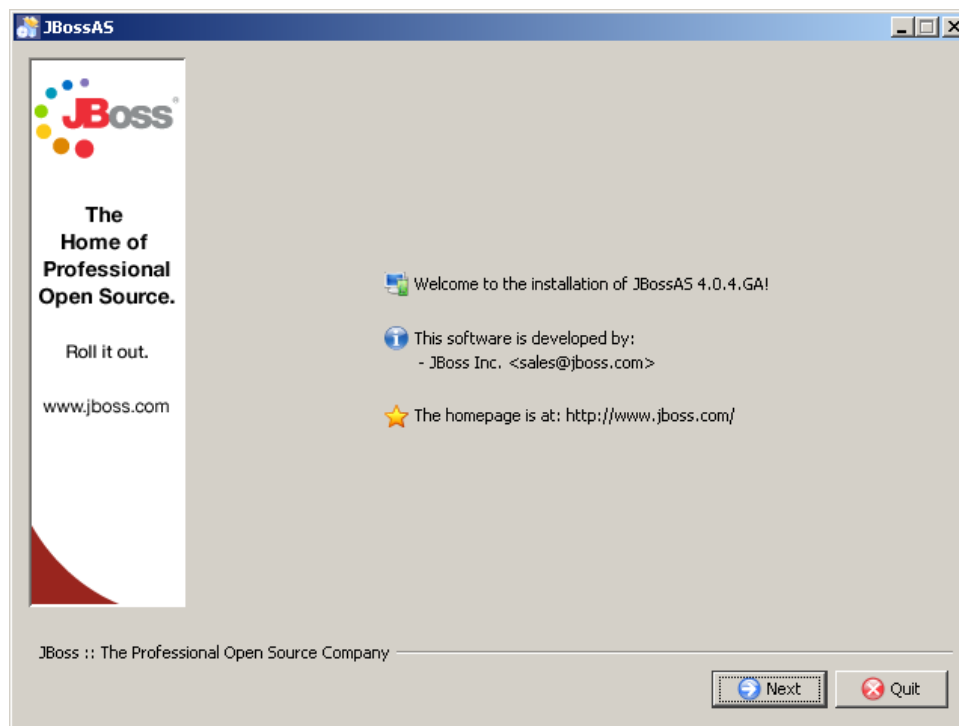 JBossAS
JBoss®
The
Home of
Professional
Open Source.
Roll it out.
www.jboss.com
Welcome to the installation of JBossAS 4.0.4.GA!
This software is developed by:
- JBoss Inc. <sales@jboss.com>
The homepage is at: http://www.jboss.com/
JBoss :: The Professional Open Source Company
Next
Quit